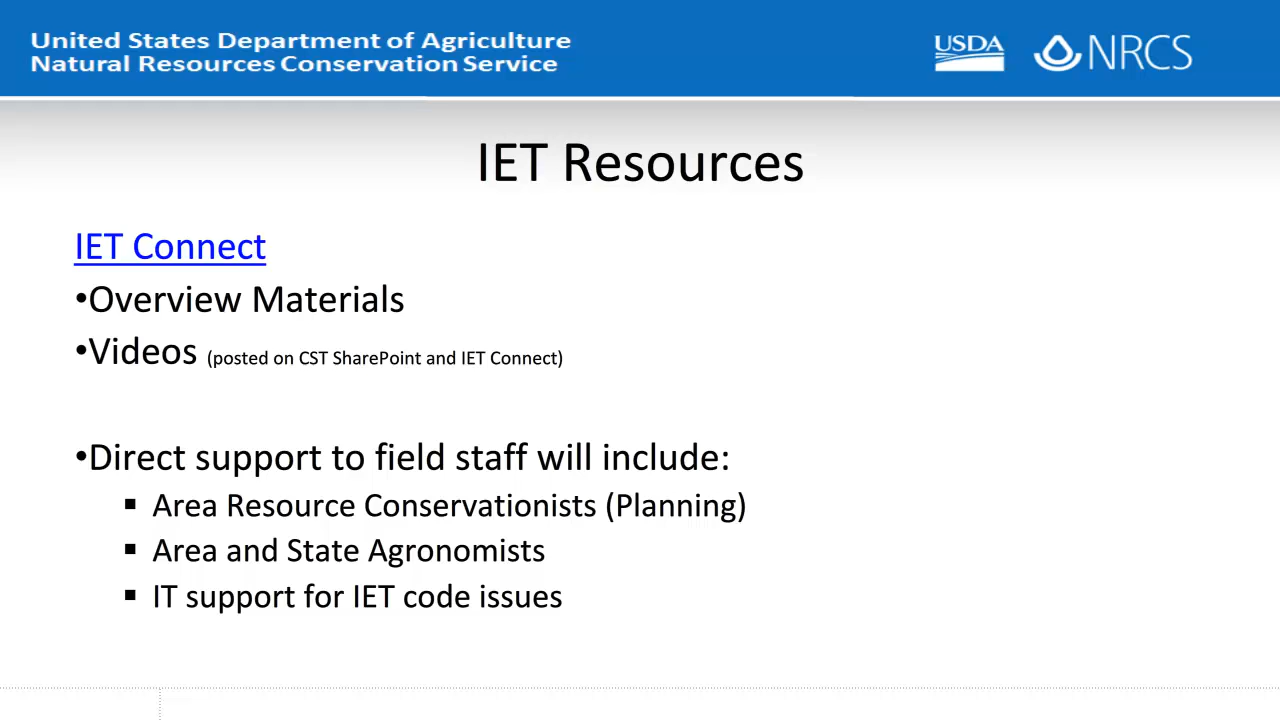 United States Department of Agriculture
Natural Resources Conservation Service
USDA
NRCS
IET Resources
IET Connect
•Overview Materials
•Videos (posted on CST SharePoint and IET Connect)
•Direct support to field staff will include:
▪ Area Resource Conservationists (Planning)
▪ Area and State Agronomists
▪ IT support for IET code issues